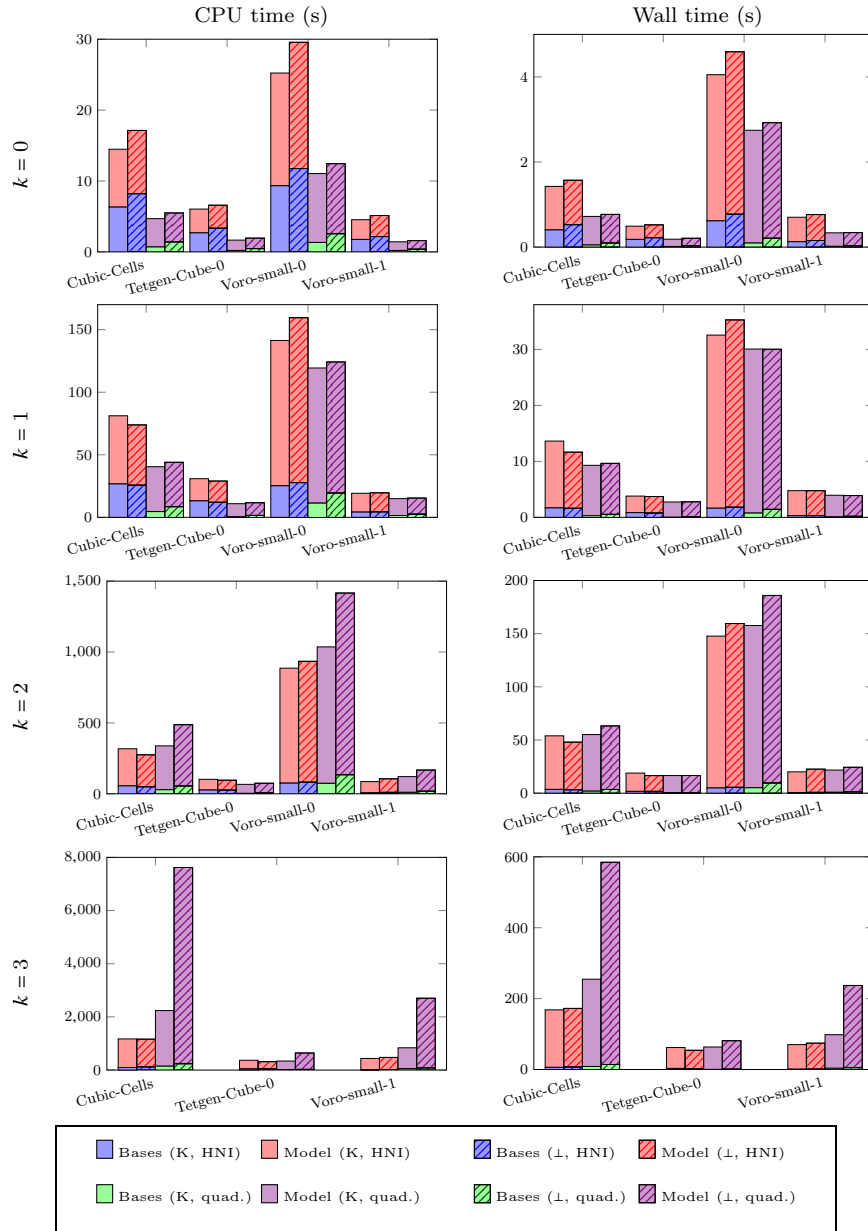 CPU time (s)
Wall time (s)
k = 0
30
20
10
0
Cubic-Cells
Tetgen-Cube-0
Voro-small-0
Voro-small-1
4
2
0
Cubic-Cells
Tetgen-Cube-0
Voro-small-0
Voro-small-1
k = 1
150
100
50
0
Cubic-Cells
Tetgen-Cube-0
Voro-small-0
Voro-small-1
30
20
10
0
Cubic-Cells
Tetgen-Cube-0
Voro-small-0
Voro-small-1
k = 2
1,500
1,000
500
0
Cubic-Cells
Tetgen-Cube-0
Voro-small-0
Voro-small-1
200
150
100
50
0
Cubic-Cells
Tetgen-Cube-0
Voro-small-0
Voro-small-1
k = 3
8,000
6,000
4,000
2,000
0
Cubic-Cells
Tetgen-Cube-0
Voro-small-1
600
400
200
0
Cubic-Cells
Tetgen-Cube-0
Voro-small-1
Bases (K, HNI) Model (K, HNI) Bases (⊥, HNI) Model (⊥, HNI)
Bases (K, quad.) Model (K, quad.) Bases (⊥, quad.) Model (⊥, quad.)